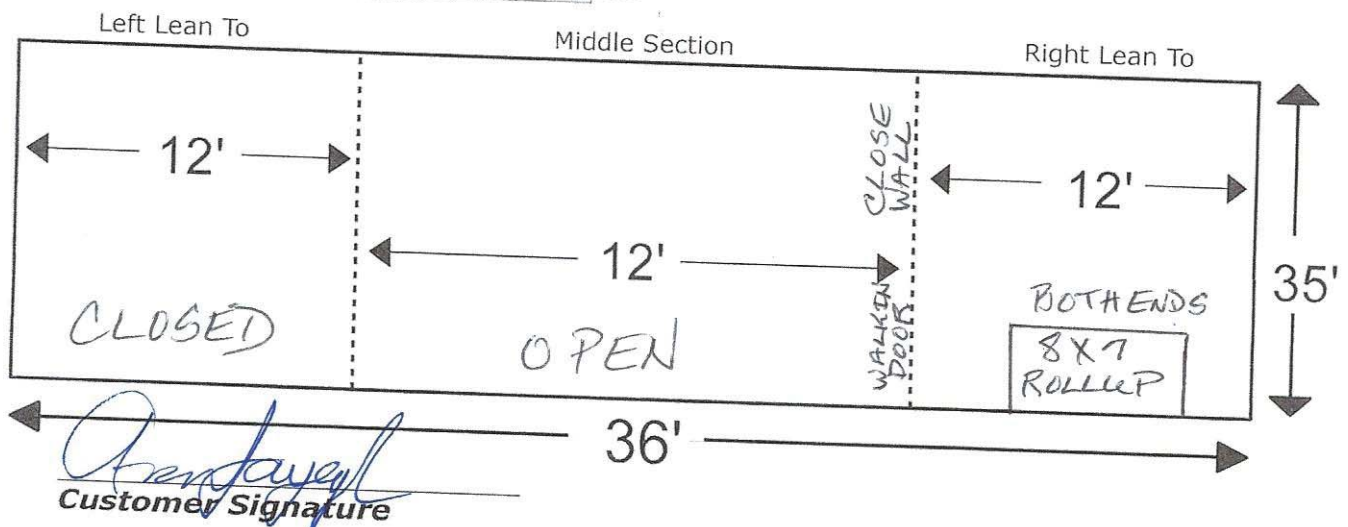 Left Lean To
Middle Section
Right Lean To
12'
12'
12'
CLOSE
WALL
35'
CLOSED
OPEN
WALKIN
DOOR
BOTH ENDS
8X7
ROLLUP
36'
Customer Signature